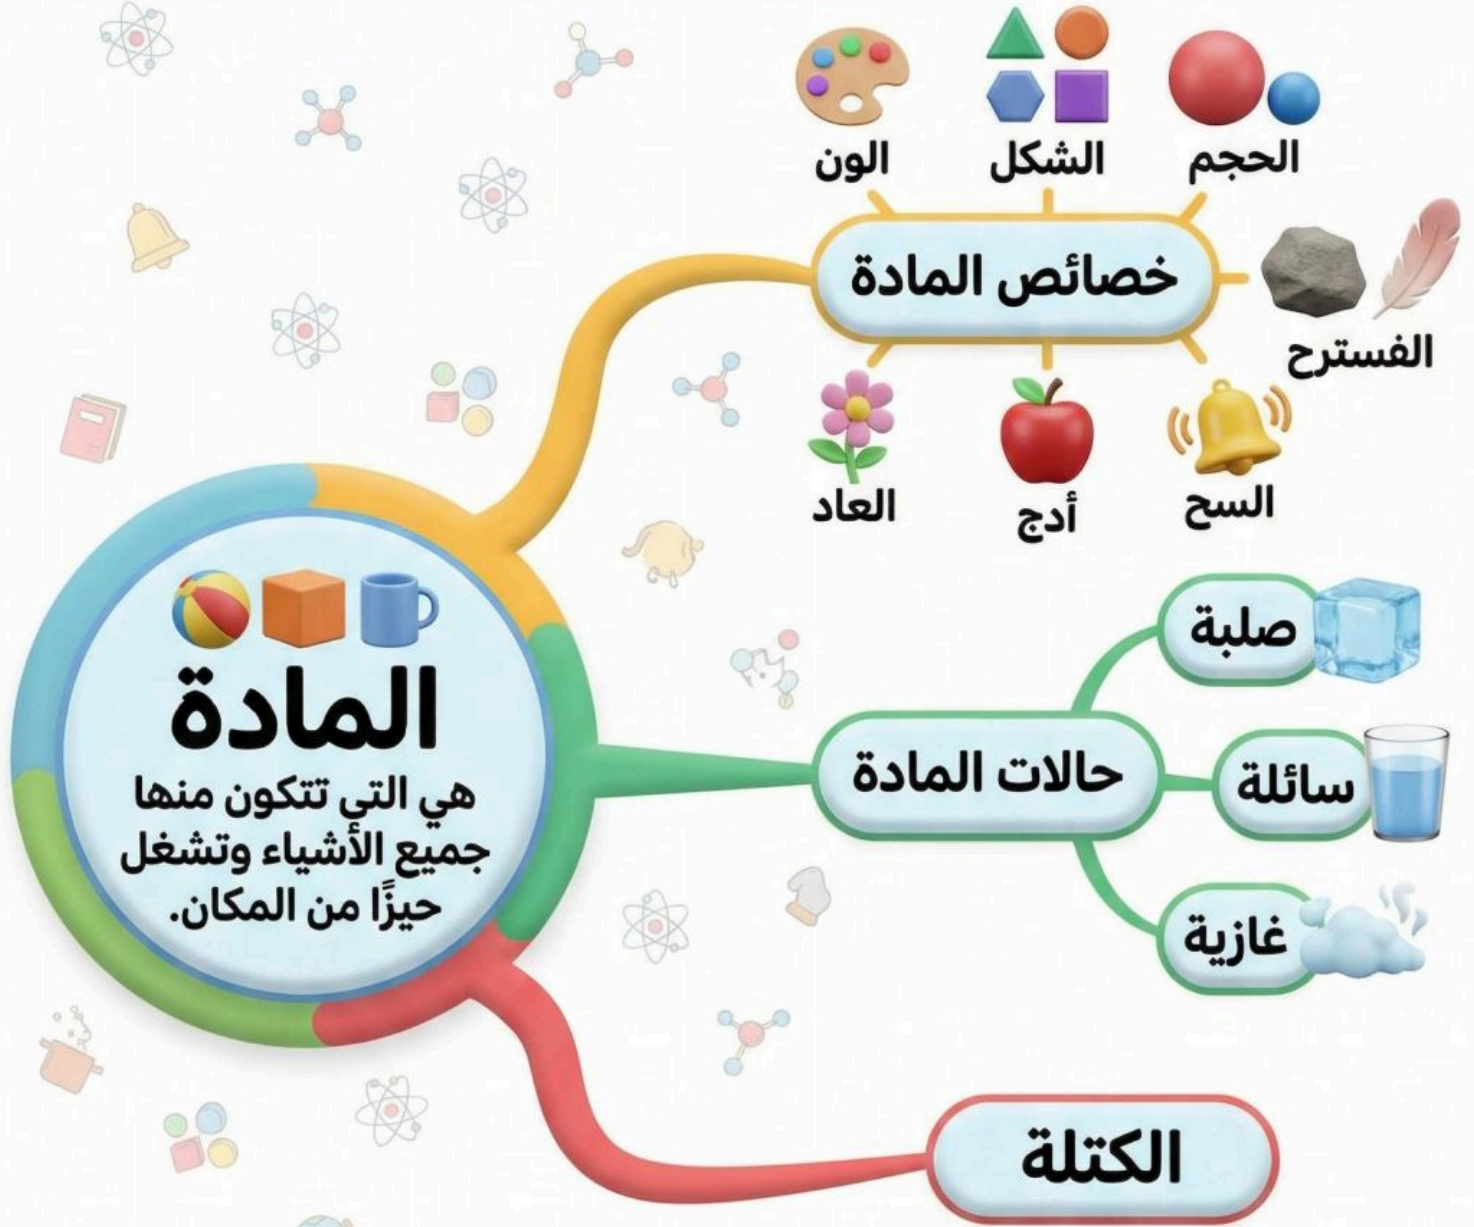 الحجم
الشكل
الون
خصائص المادة
الفسترح
السح
أدج
العاد
المادة
هي التي تتكون منها
جميع الأشياء وتشغل
حيزًا من المكان.
حالات المادة
صلبة
سائلة
غازية
الكتلة